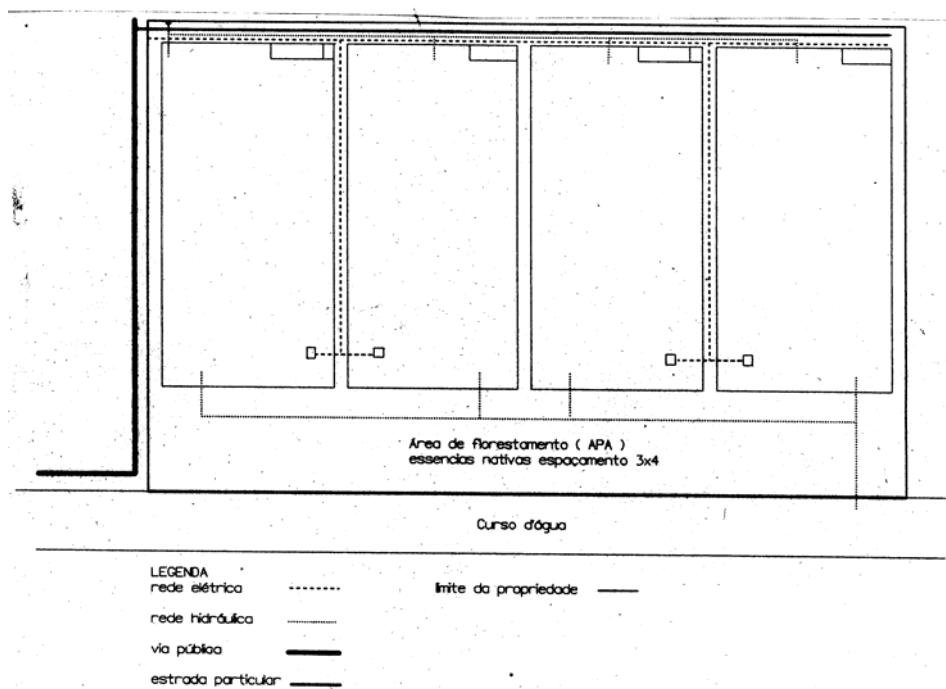 Área de florestamento ( APA )
essencias nativas espaçamento 3x4
Curso d'água
LEGENDA
rede elétrica
limite da propriedade
rede hidráulica
via pública
estrada particular